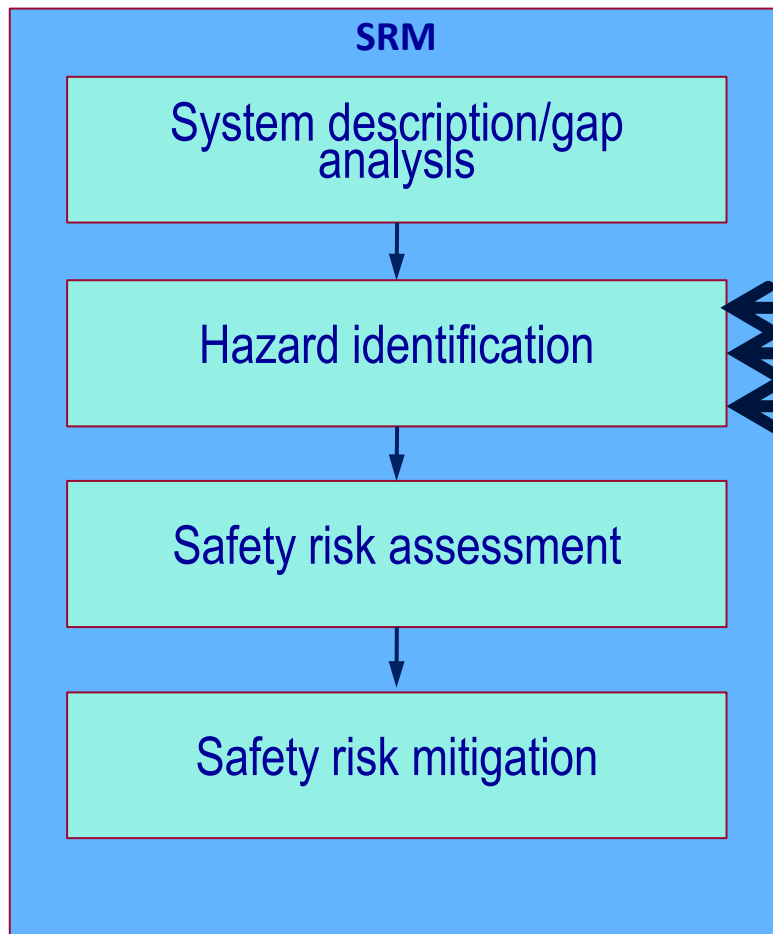 SRM
System description/gap
analysis
Hazard identification
Safety risk assessment
Safety risk mitigation